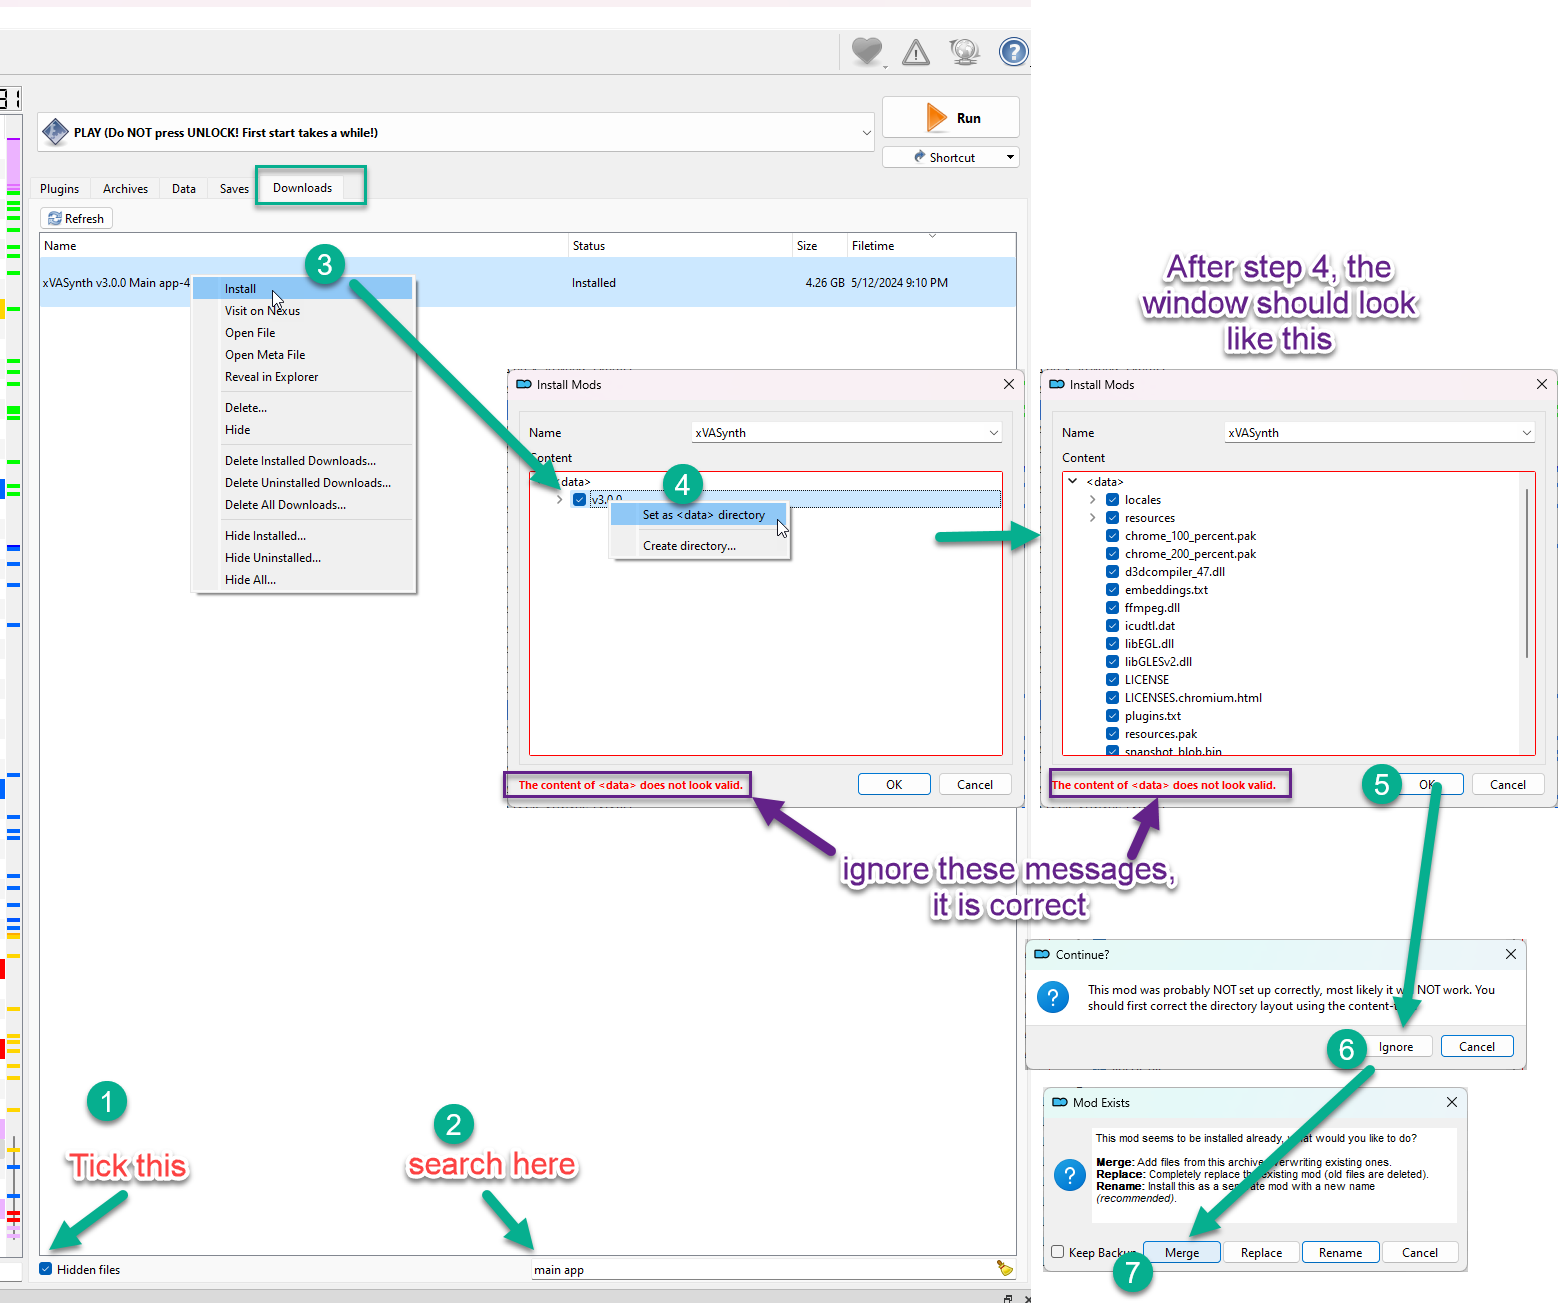 PLAY (Do NOT press UNLOCK! First start takes a while!)
Run
Shortcut
Plugins
Archives
Data
Saves
Downloads
Refresh
Name
Status
Size
Filetime
xVASynth v3.0.0 Main app-4
Installed
4.26 GB
5/12/2024 9:10 PM
3
Install
Visit on Nexus
Open File
Open Meta File
Reveal in Explorer
Delete...
Hide
Delete Installed Downloads...
Delete Uninstalled Downloads...
Delete All Downloads...
Hide Installed...
Hide Uninstalled...
Hide All...
Install Mods
Name
xVASynth
Content
<data>
v3.0.0
4
Set as <data> directory
Create directory...
The content of <data> does not look valid.
OK
Cancel
After step 4, the
window should look
like this
Install Mods
Name
xVASynth
Content
<data>
locales
resources
chrome_100_percent.pak
chrome_200_percent.pak
d3dcompiler_47.dll
embeddings.txt
ffmpeg.dll
icudtl.dat
libEGL.dll
libGLESv2.dll
LICENSE
LICENSES.chromium.html
plugins.txt
resources.pak
snapshot_blob.bin
The content of <data> does not look valid.
5
OK
Cancel
ignore these messages,
it is correct
Continue?
This mod was probably NOT set up correctly, most likely it NOT work. You
should first correct the directory layout using the
6
Ignore
Cancel
Mod Exists
This mod seems to be installed already, what would you like to do?
Merge: Add files from this archive overwriting existing ones.
Replace: Completely replace the existing mod (old files are deleted).
Rename: Install this as a separate mod with a new name
(recommended).
Keep Backup
Merge
Replace
Rename
Cancel
7
1
Tick this
2
search here
Hidden files
main app